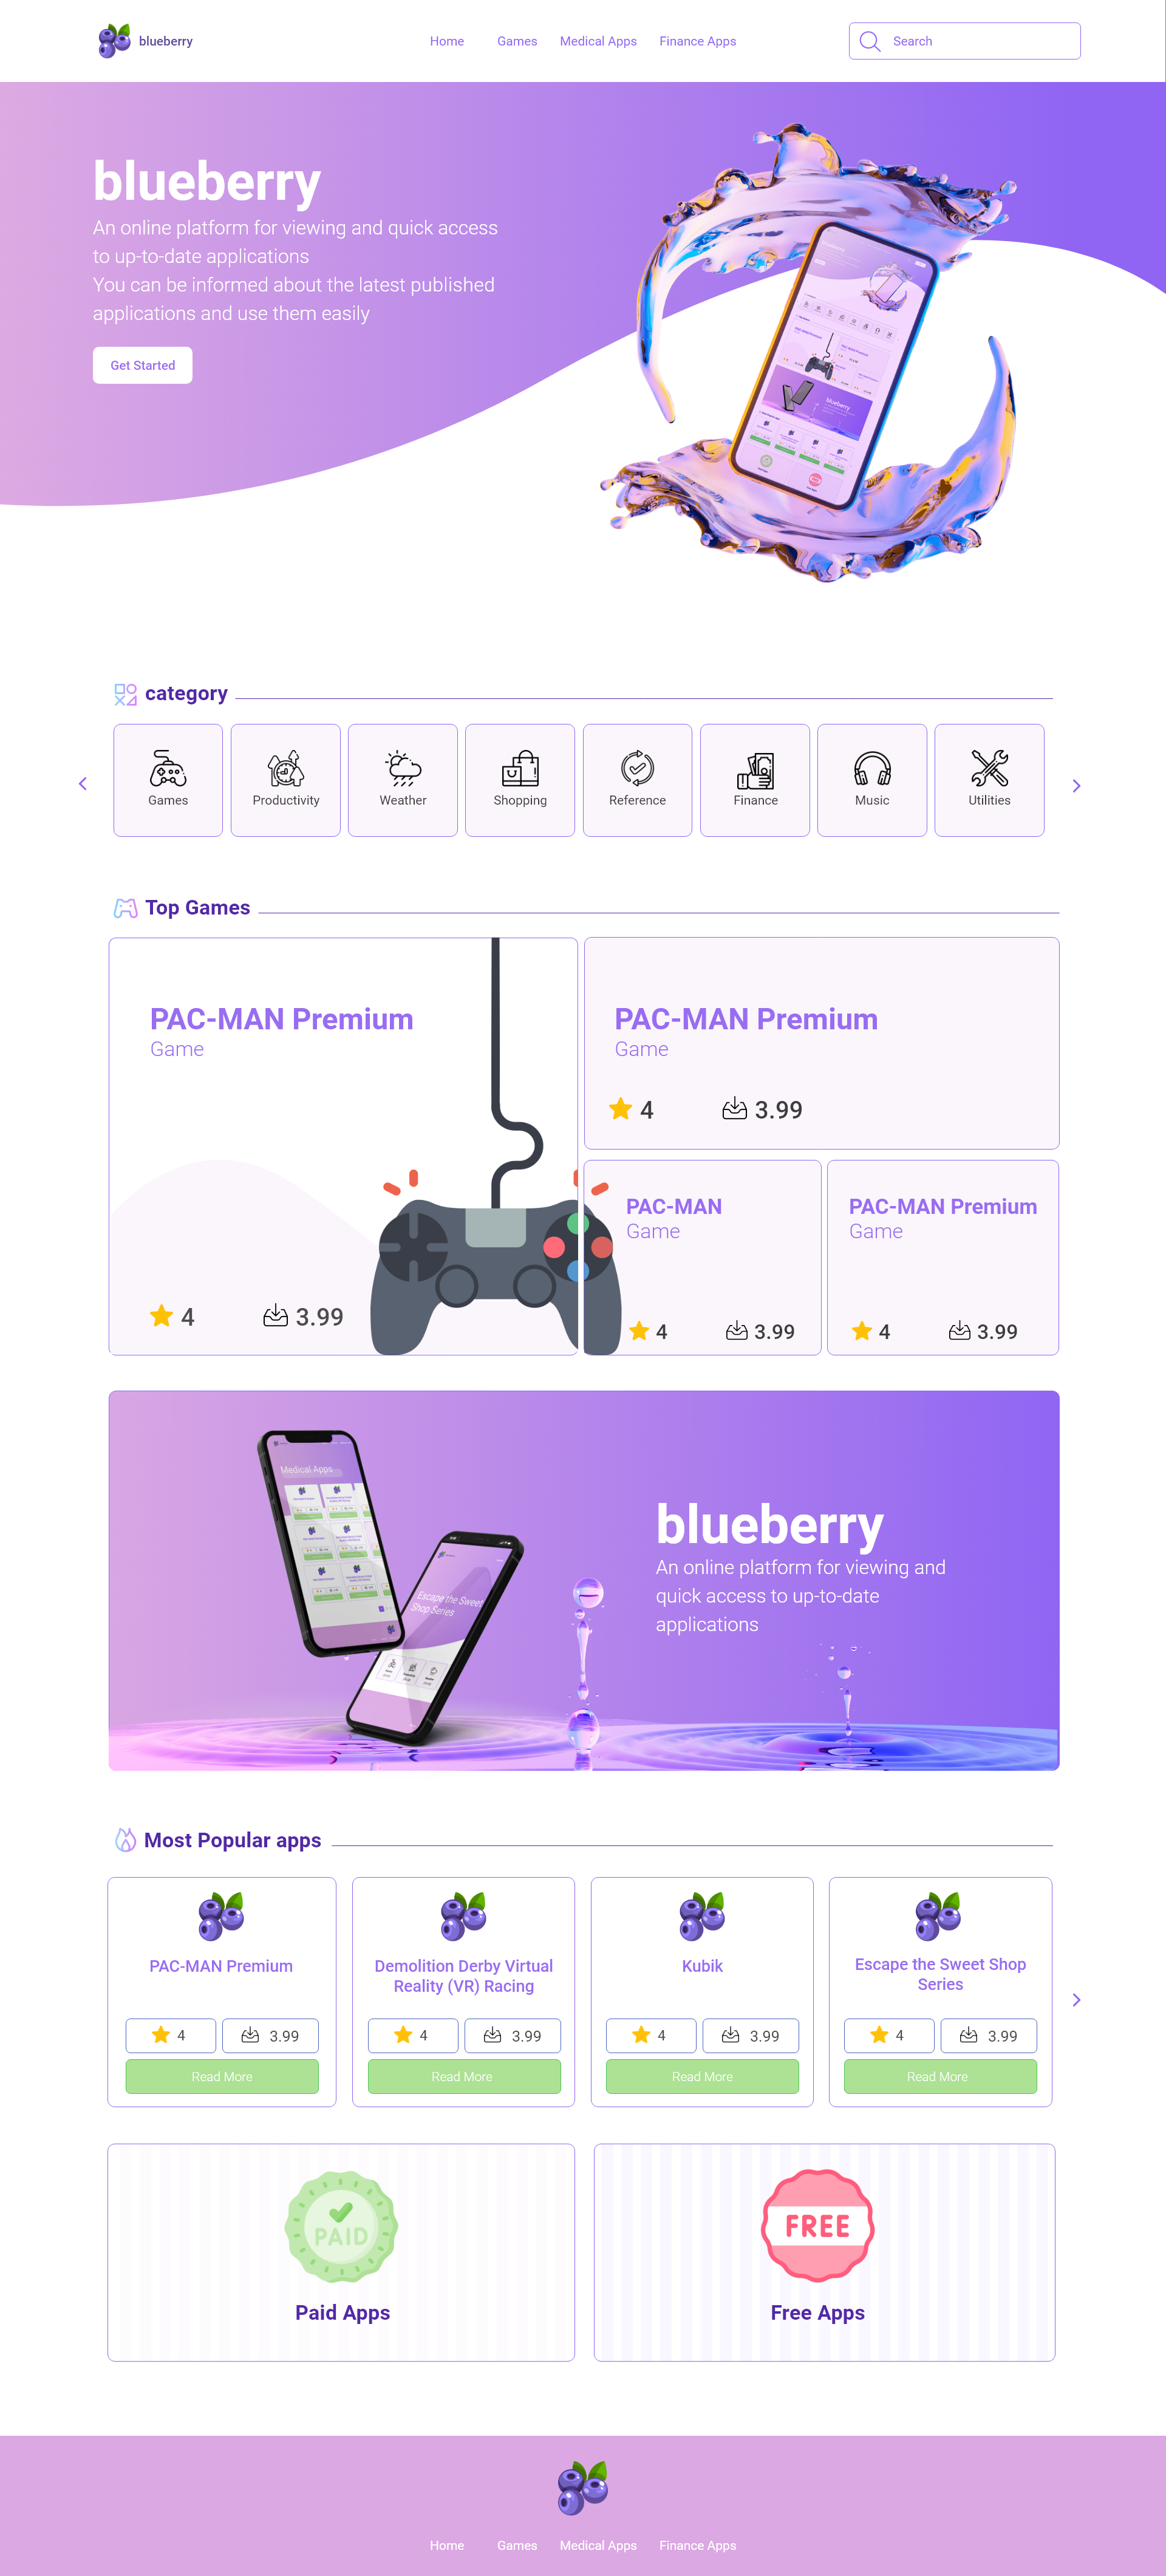 blueberry
Home Games Medical Apps Finance Apps
Search
blueberry
An online platform for viewing and quick access
to up-to-date applications
You can be informed about the latest published
applications and use them easily
Get Started
category
Games Productivity Weather Shopping Reference Finance Music Utilities
Top Games
PAC-MAN Premium
Game
4 3.99
PAC-MAN Premium
Game
4 3.99
PAC-MAN
Game
4 3.99
PAC-MAN Premium
Game
4 3.99
Medical Apps
Escape the Sweet
Shop Series
blueberry
An online platform for viewing and
quick access to up-to-date
applications
Most Popular apps
PAC-MAN Premium
4 3.99
Read More
Demolition Derby Virtual
Reality (VR) Racing
4 3.99
Read More
Kubik
4 3.99
Read More
Escape the Sweet Shop
Series
4 3.99
Read More
PAID
Paid Apps
FREE
Free Apps
Home Games Medical Apps Finance Apps